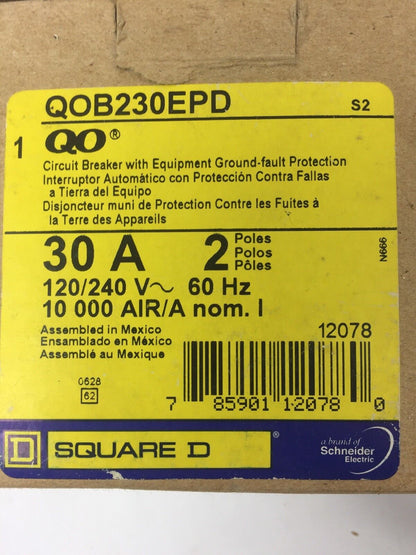 QOB230EPD S2
1 QO®
Circuit Breaker with Equipment Ground-fault Protection
Interruptor Automático con Protección Contra Fallas
a Tierra del Equipo
Disjoncteur muni de Protection Contre les Fuites à
la Terre des Appareils
30 A 2 Poles
Polos
Pôles
N666
120/240 V~ 60 Hz
10 000 AIR/A nom. I
Assembled in Mexico
Ensamblado en México
Assemblé au Mexique
12078
0628
62
7 85901 12078 0
SQUARE D ®
a brand of
Schneider
Electric